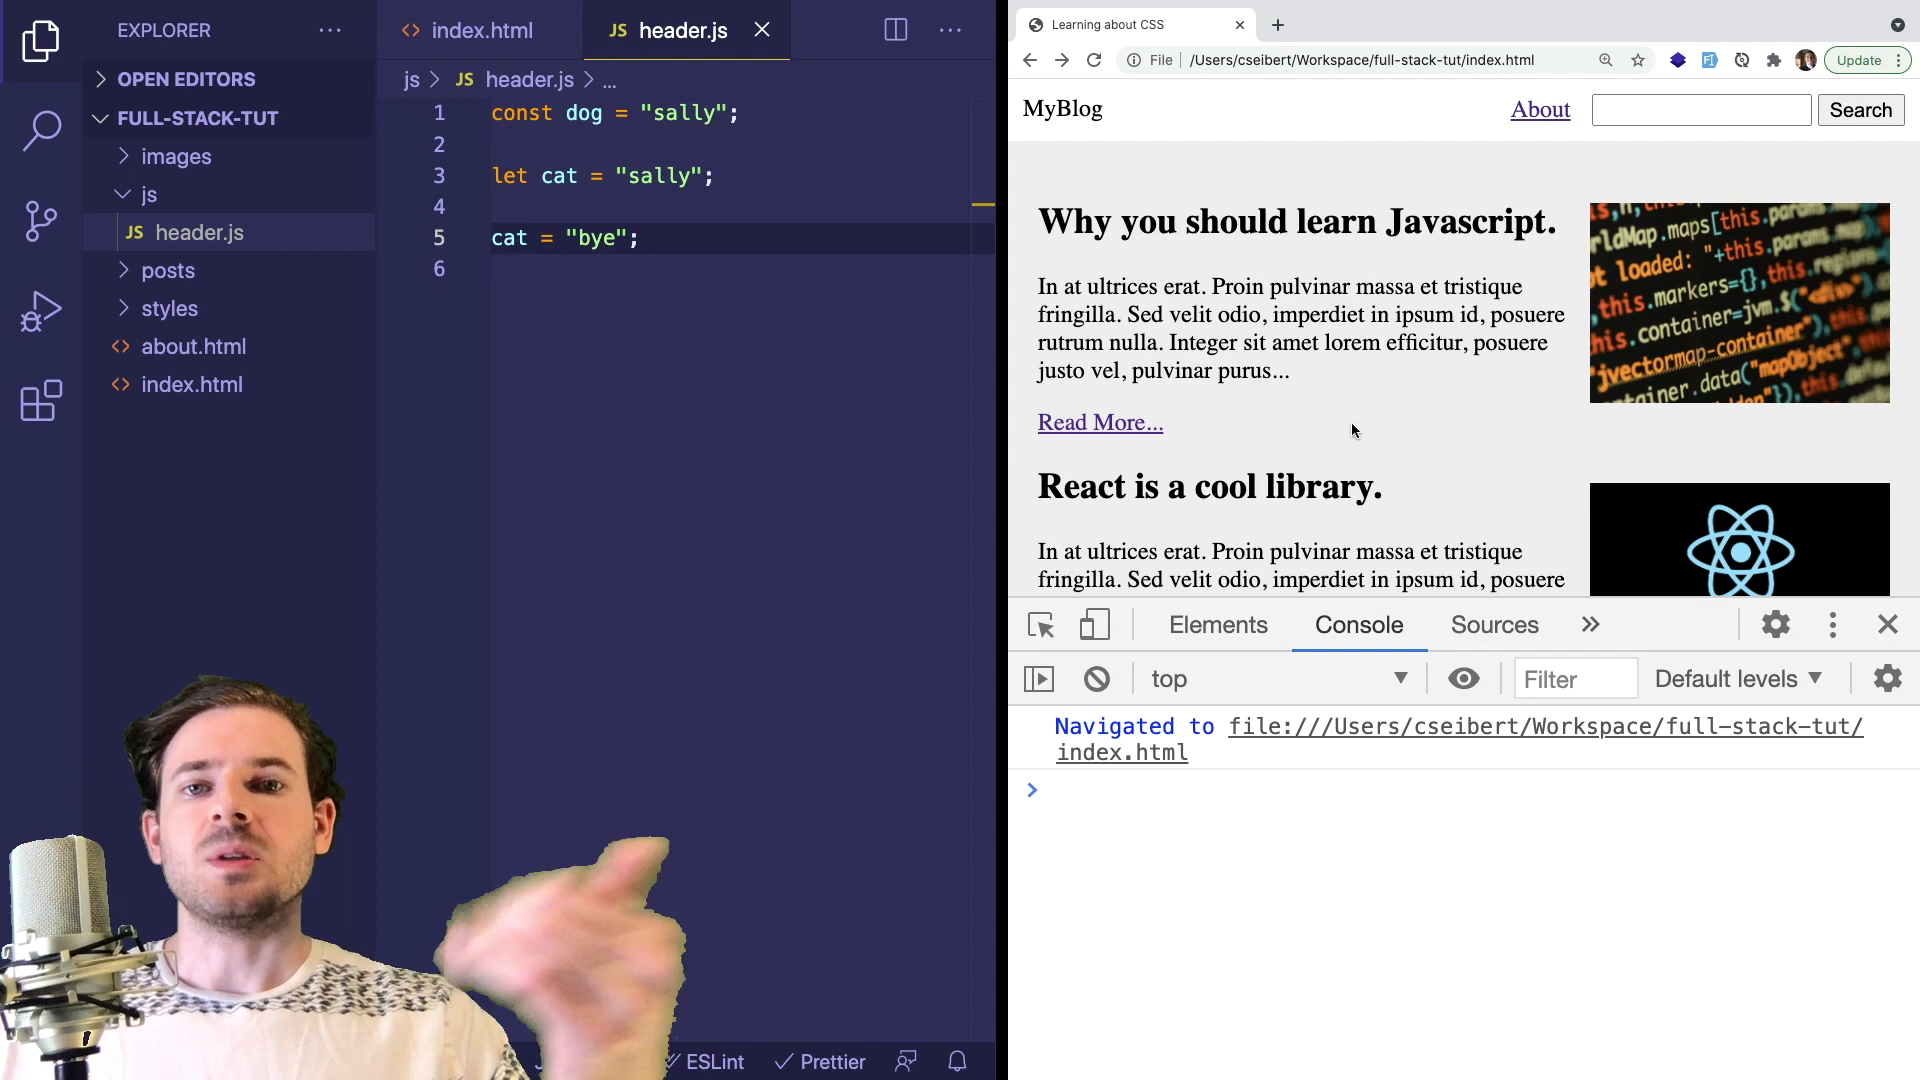 EXPLORER
OPEN EDITORS
FULL-STACK-TUT
images
js
JS header.js
posts
styles
<> about.html
<> index.html
<> index.html
JS header.js
js > JS header.js > ...
1 const dog = "sally";
2
3 let cat = "sally";
4
5 cat = "bye";
6
ESLint
Prettier
Learning about CSS
File /Users/cseibert/Workspace/full-stack-tut/index.html
Update
MyBlog
About
Search
Why you should learn Javascript.
In at ultrices erat. Proin pulvinar massa et tristique
fringilla. Sed velit odio, imperdiet in ipsum id, posuere
rutrum nulla. Integer sit amet lorem efficitur, posuere
justo vel, pulvinar purus...
Read More...
React is a cool library.
In at ultrices erat. Proin pulvinar massa et tristique
fringilla. Sed velit odio, imperdiet in ipsum id, posuere
Elements
Console
Sources
top
Filter
Default levels
Navigated to file:///Users/cseibert/Workspace/full-stack-tut/
index.html